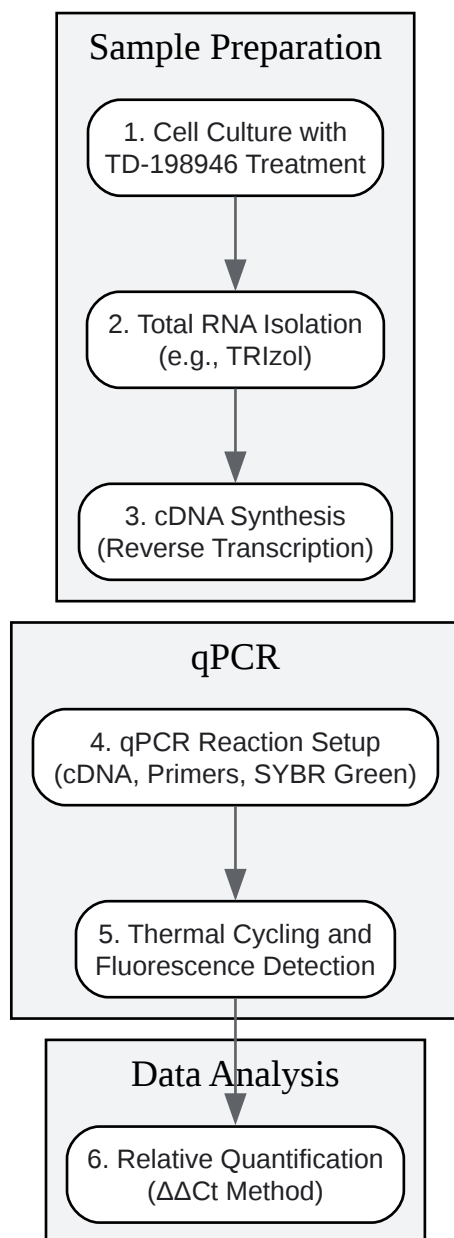 Sample Preparation
1. Cell Culture with
TD-198946 Treatment
2. Total RNA Isolation
(e.g., TRIzol)
3. cDNA Synthesis
(Reverse Transcription)
qPCR
4. qPCR Reaction Setup
(cDNA, Primers, SYBR Green)
5. Thermal Cycling and
Fluorescence Detection
Data Analysis
6. Relative Quantification
(ΔΔCt Method)